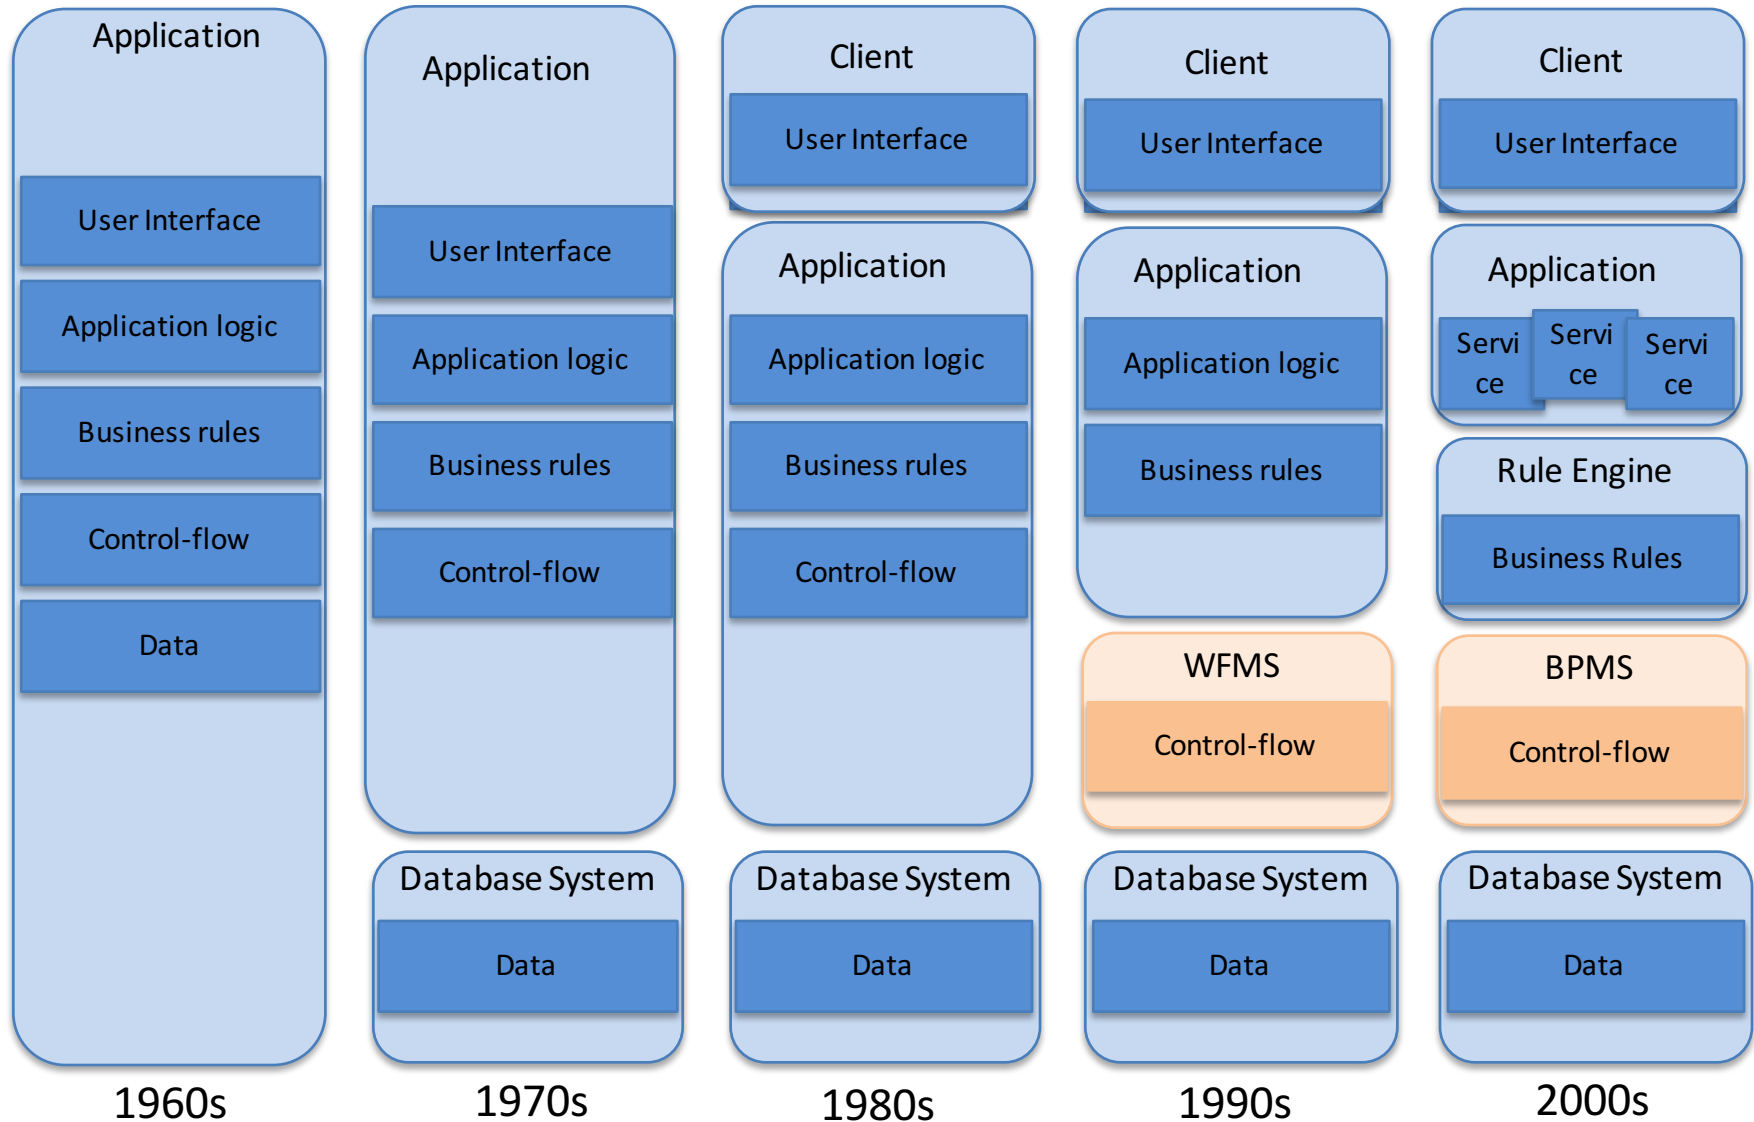 Application
User Interface
Application logic
Business rules
Control-flow
Data
1960s
Application
User Interface
Application logic
Business rules
Control-flow
Database System
Data
1970s
Client
User Interface
Application
Application logic
Business rules
Control-flow
Database System
Data
1980s
Client
User Interface
Application
Application logic
Business rules
WFMS
Control-flow
Database System
Data
1990s
Client
User Interface
Application
Servi
ce
Servi
ce
Servi
ce
Rule Engine
Business Rules
BPMS
Control-flow
Database System
Data
2000s